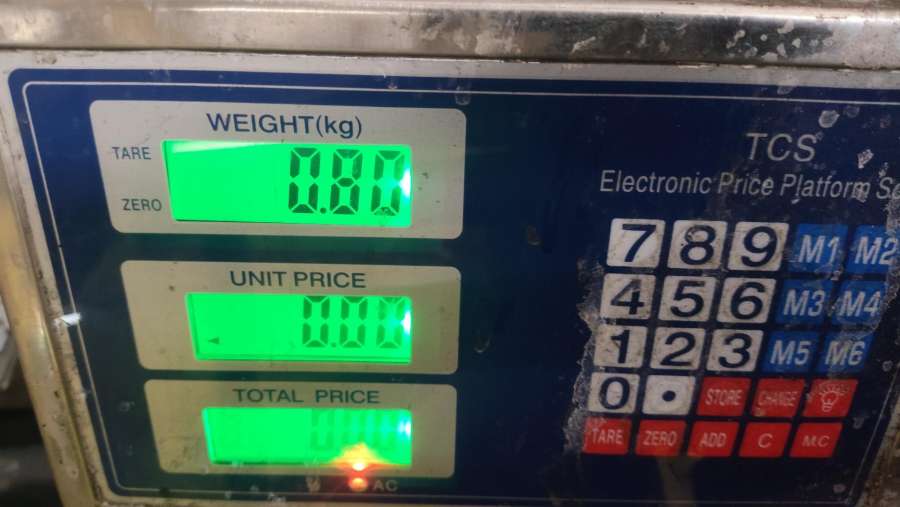 WEIGHT(kg)
TARE
0.80
ZERO
UNIT PRICE
0.00
TOTAL PRICE
AC
TCS
Electronic Price Platform
7 8 9 M1 M2
4 5 6 M3 M4
1 2 3 M5 M6
0 • STORE CHANGE
TARE ZERO ADD C MC